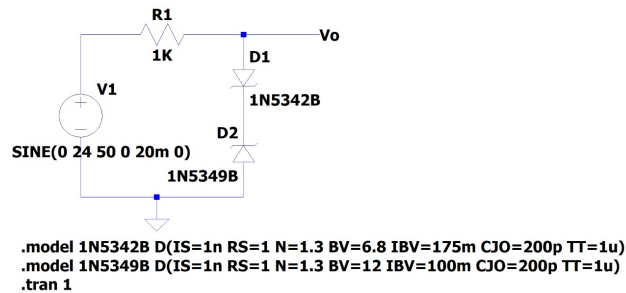 R1
1K
Vo
D1
1N5342B
V1
SINE(0 24 50 0 20m 0)
D2
1N5349B
.model 1N5342B D(IS=1n RS=1 N=1.3 BV=6.8 IBV=175m CJO=200p TT=1u)
.model 1N5349B D(IS=1n RS=1 N=1.3 BV=12 IBV=100m CJO=200p TT=1u)
.tran 1